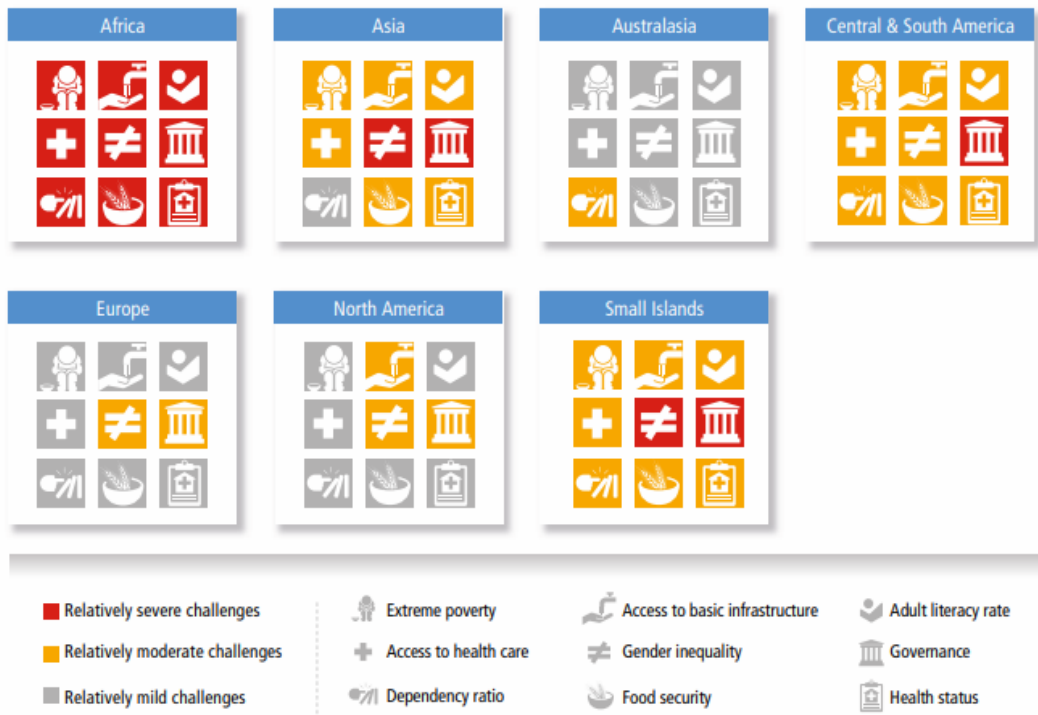 Africa
Asia
Australasia
Central & South America
Europe
North America
Small Islands
Relatively severe challenges
Extreme poverty
Access to basic infrastructure
Adult literacy rate
Relatively moderate challenges
Access to health care
Gender inequality
Governance
Relatively mild challenges
Dependency ratio
Food security
Health status